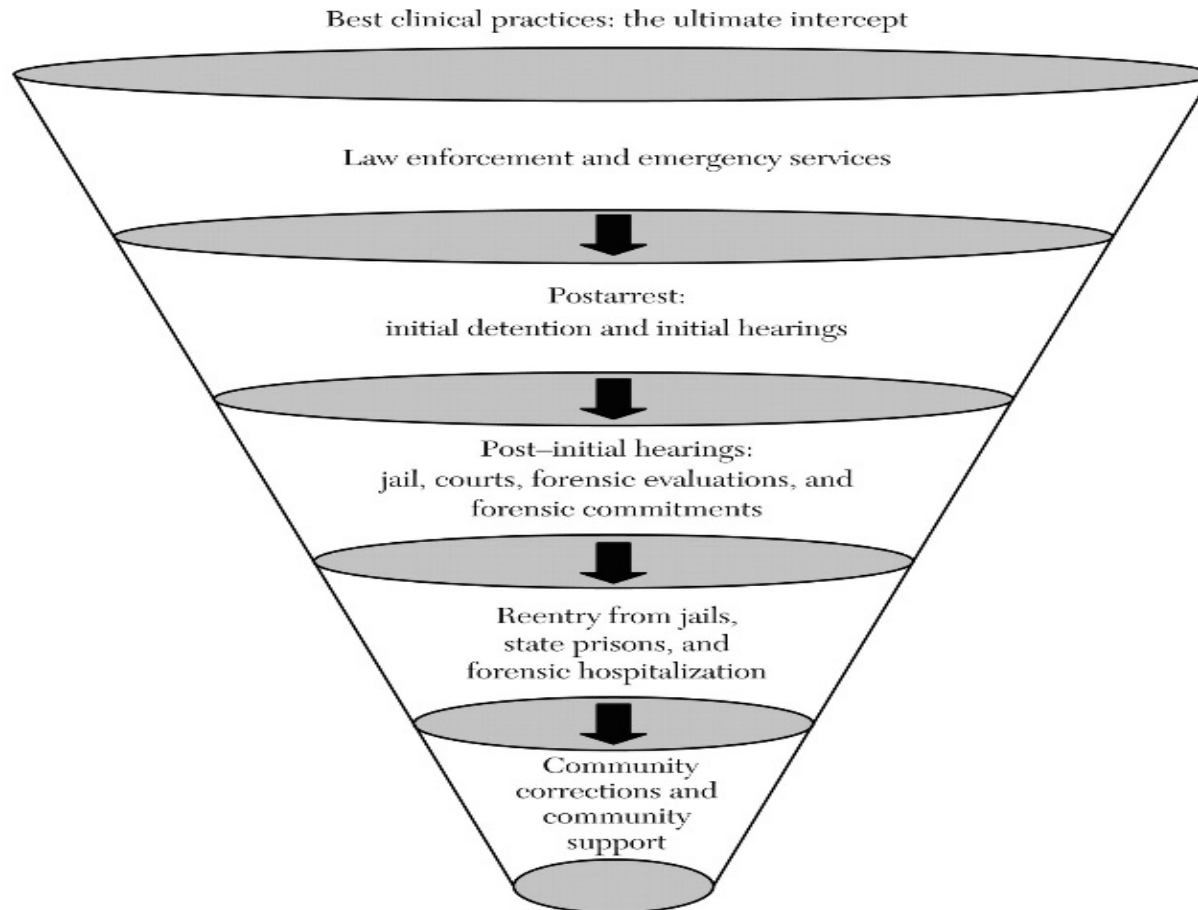 Best clinical practices: the ultimate intercept
Law enforcement and emergency services
Postarrest:
initial detention and initial hearings
Post–initial hearings:
jail, courts, forensic evaluations, and
forensic commitments
Reentry from jails,
state prisons, and
forensic hospitalization
Community
corrections and
community
support